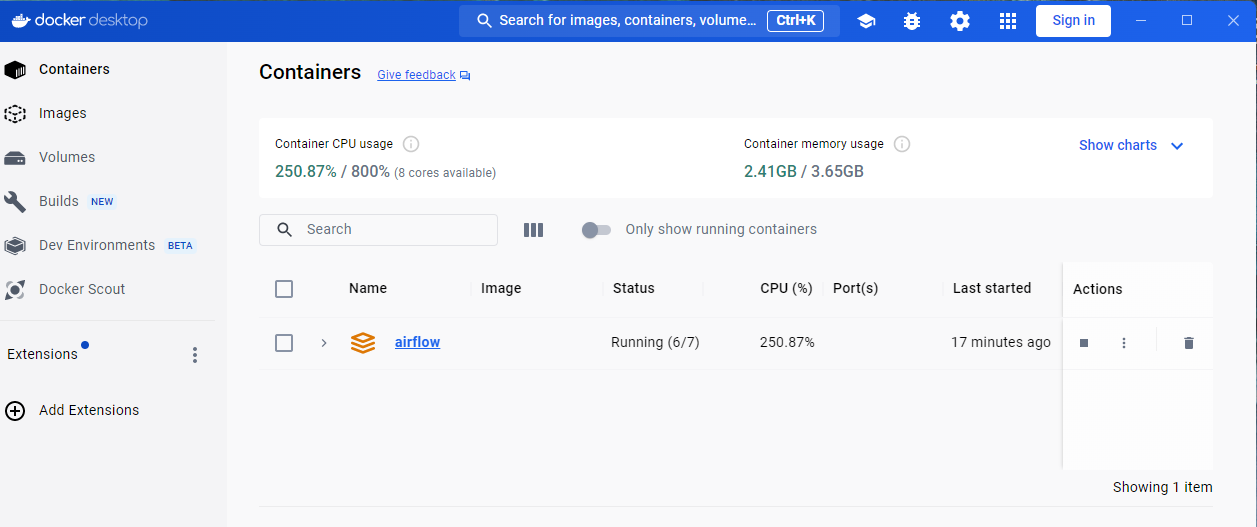 docker desktop
Search for images, containers, volume... Ctrl+K
Sign in
Containers
Images
Volumes
Builds NEW
Dev Environments BETA
Docker Scout
Extensions
Add Extensions
Containers Give feedback
Container CPU usage
250.87% / 800% (8 cores available)
Container memory usage
2.41GB / 3.65GB
Show charts
Search
Only show running containers
Name Image Status CPU (%) Port(s) Last started Actions
airflow Running (6/7) 250.87% 17 minutes ago
Showing 1 item